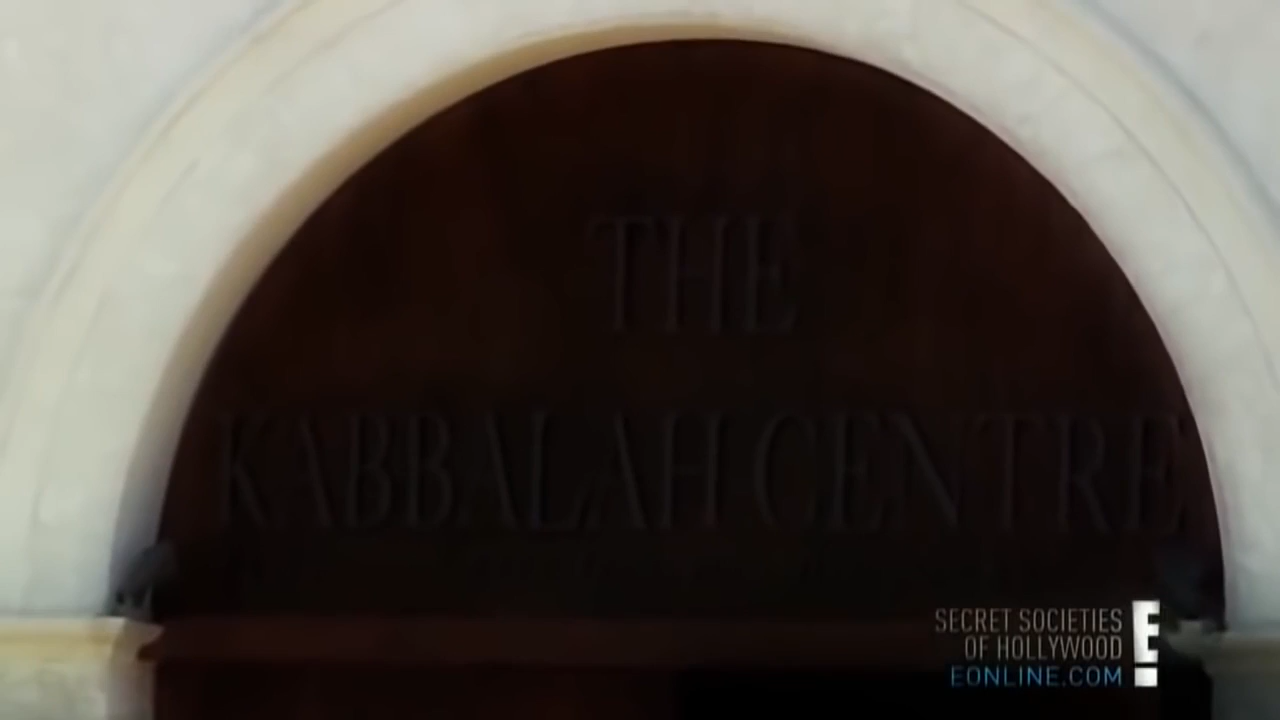 THE
KABBALAH CENTRE
SECRET SOCIETIES
OF HOLLYWOOD
EONLINE.COM
E!